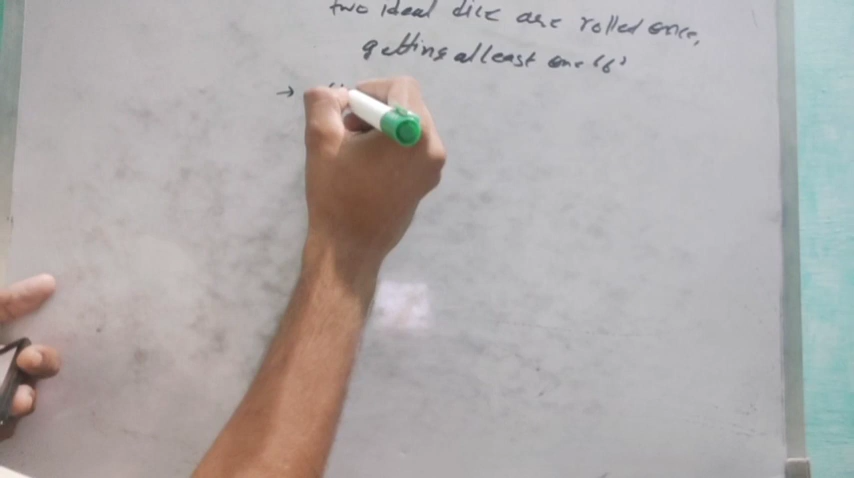 two ideal dice are rolled once,
getting atleast one '6'
→